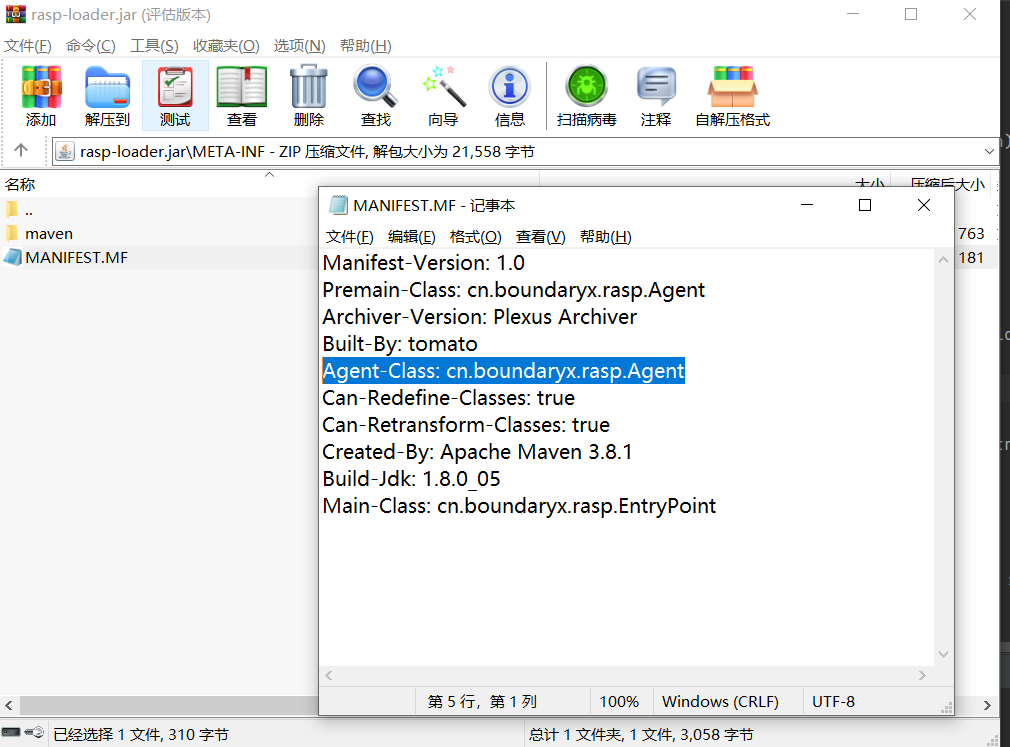 rasp-loader.jar (评估版本)
文件(F) 命令(C) 工具(S) 收藏夹(O) 选项(N) 帮助(H)
添加 解压到 测试 查看 删除 查找 向导 信息 扫描病毒 注释 自解压格式
rasp-loader.jar\META-INF - ZIP 压缩文件, 解包大小为 21,558 字节
名称 大小 压缩后大小
..
maven 763
MANIFEST.MF 181
MANIFEST.MF - 记事本
文件(F) 编辑(E) 格式(O) 查看(V) 帮助(H)
Manifest-Version: 1.0
Premain-Class: cn.boundaryx.rasp.Agent
Archiver-Version: Plexus Archiver
Built-By: tomato
Agent-Class: cn.boundaryx.rasp.Agent
Can-Redefine-Classes: true
Can-Retransform-Classes: true
Created-By: Apache Maven 3.8.1
Build-Jdk: 1.8.0_05
Main-Class: cn.boundaryx.rasp.EntryPoint
第 5 行，第 1 列 100% Windows (CRLF) UTF-8
已经选择 1 文件, 310 字节 总计 1 文件夹, 1 文件, 3,058 字节